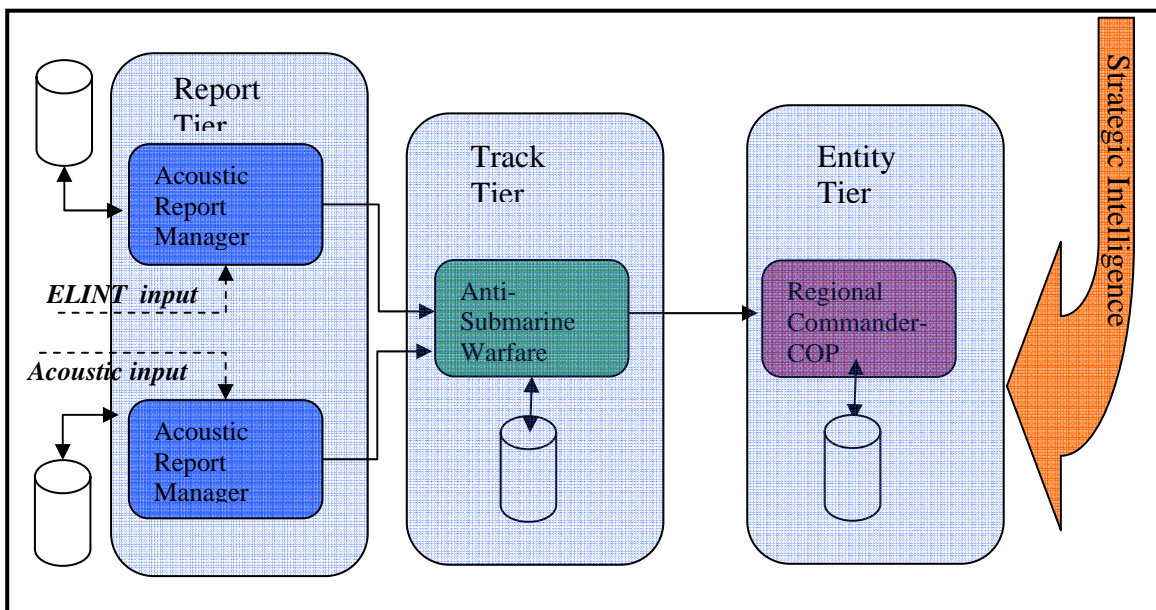 Report
Tier
Acoustic
Report
Manager
ELINT input
Acoustic input
Acoustic
Report
Manager
Track
Tier
Anti-
Submarine
Warfare
Entity
Tier
Regional
Commander-
COP
Strategic Intelligence